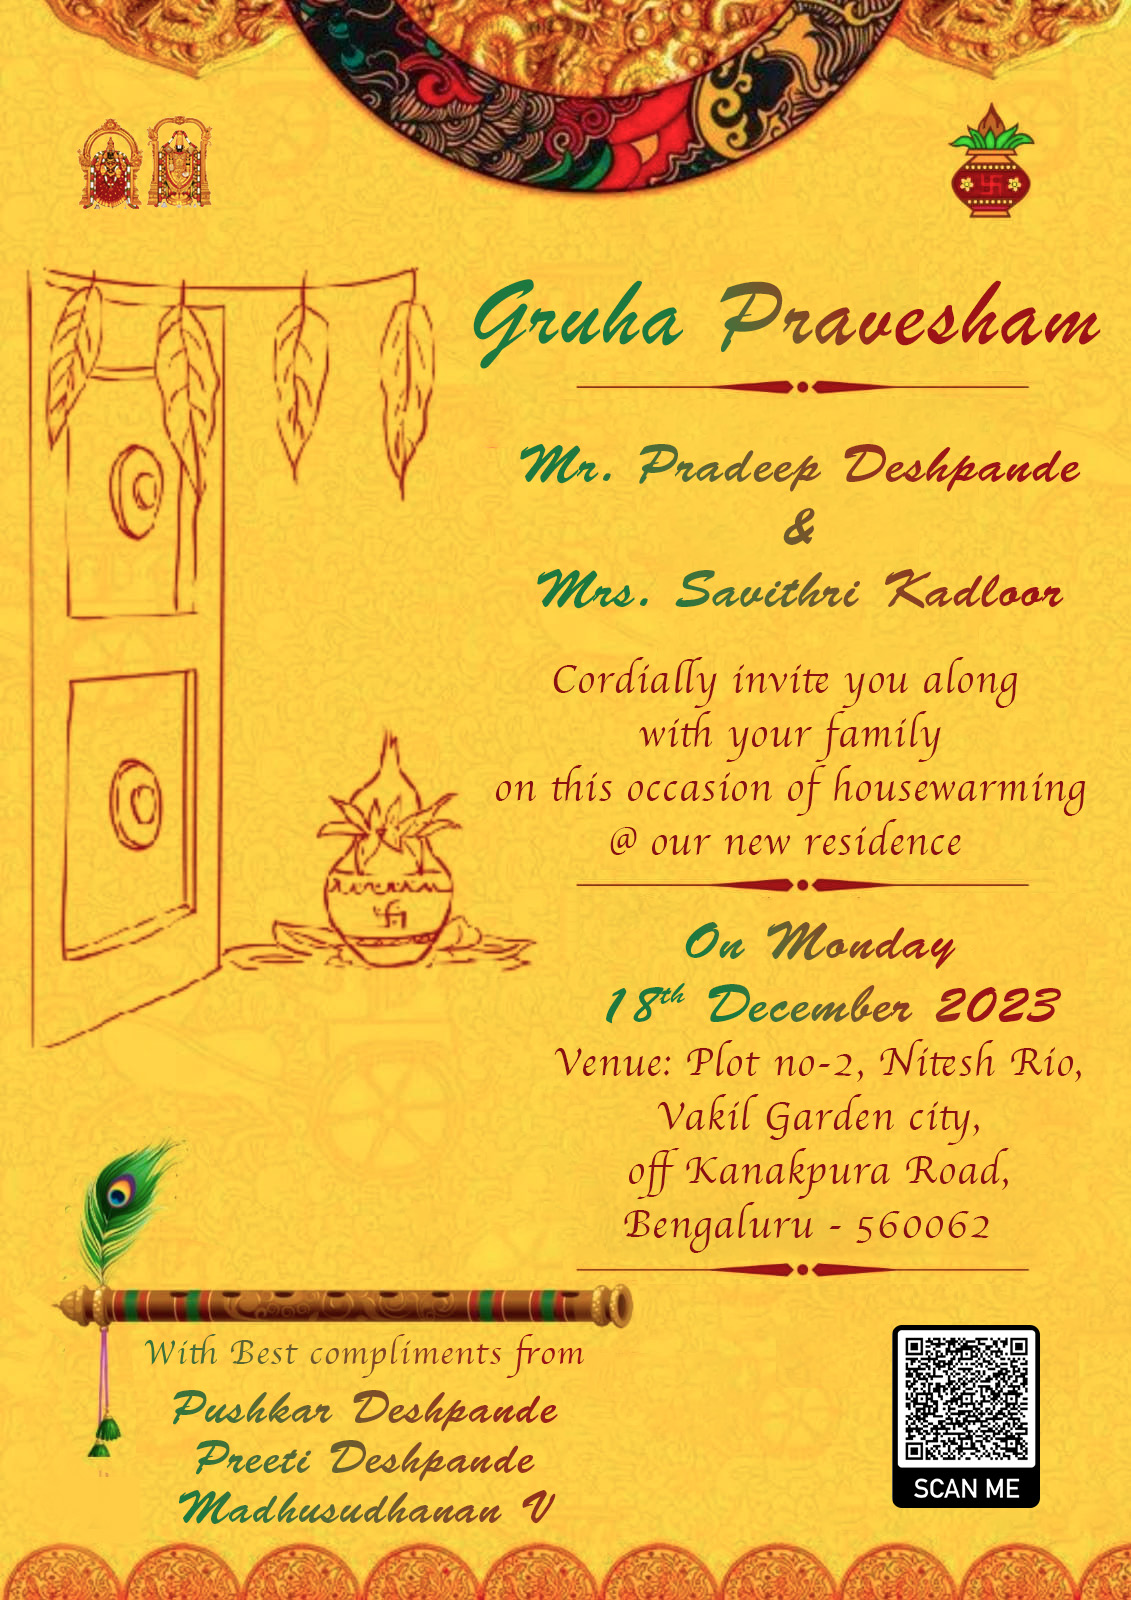 Gruha Pravesham
Mr. Pradeep Deshpande
&
Mrs. Savithri Kadloor
Cordially invite you along
with your family
on this occasion of housewarming
@ our new residence
On Monday
18th December 2023
Venue: Plot no-2, Nitesh Rio,
Vakil Garden city,
off Kanakpura Road,
Bengaluru - 560062
With Best compliments from
Pushkar Deshpande
Preeti Deshpande
Madhusudhanan V
SCAN ME